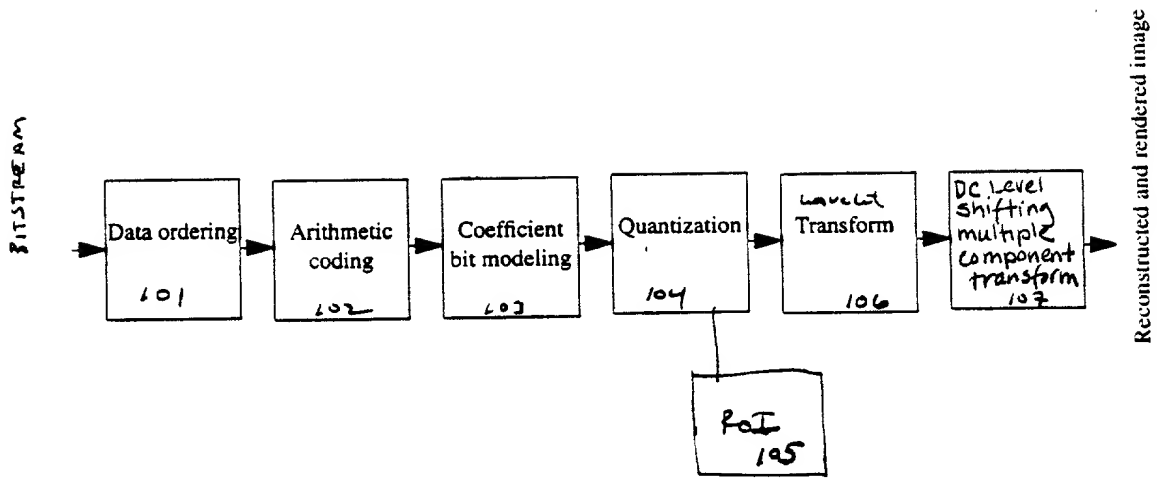 BITSTREAM
Data ordering
101
Arithmetic
coding
102
Coefficient
bit modeling
103
Quantization
104
wavelet
Transform
106
DC Level
shifting
multiple
component
transform
107
Reconstructed and rendered image
RoI
105